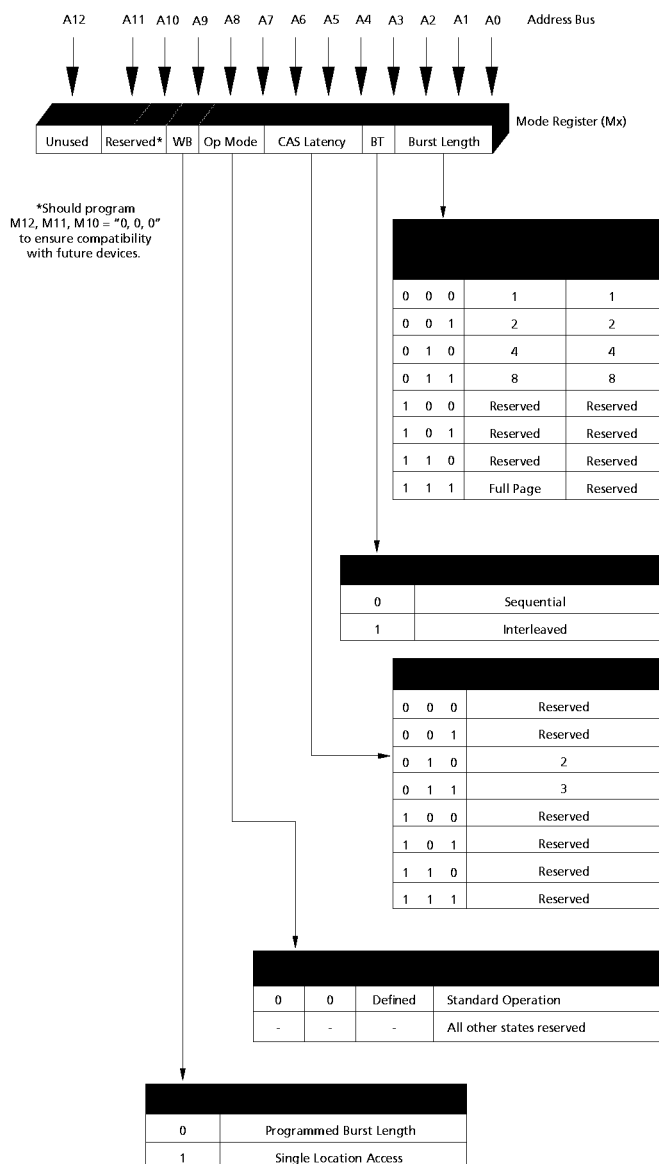 A12 A11 A10 A9 A8 A7 A6 A5 A4 A3 A2 A1 A0 Address Bus
Mode Register (Mx)
Unused Reserved* WB Op Mode CAS Latency BT Burst Length
*Should program
M12, M11, M10 = “0, 0, 0”
to ensure compatibility
with future devices.
0 0 0 1 1
0 0 1 2 2
0 1 0 4 4
0 1 1 8 8
1 0 0 Reserved Reserved
1 0 1 Reserved Reserved
1 1 0 Reserved Reserved
1 1 1 Full Page Reserved
0 Sequential
1 Interleaved
0 0 0 Reserved
0 0 1 Reserved
0 1 0 2
0 1 1 3
1 0 0 Reserved
1 0 1 Reserved
1 1 0 Reserved
1 1 1 Reserved
0 0 Defined Standard Operation
- - - All other states reserved
0 Programmed Burst Length
1 Single Location Access